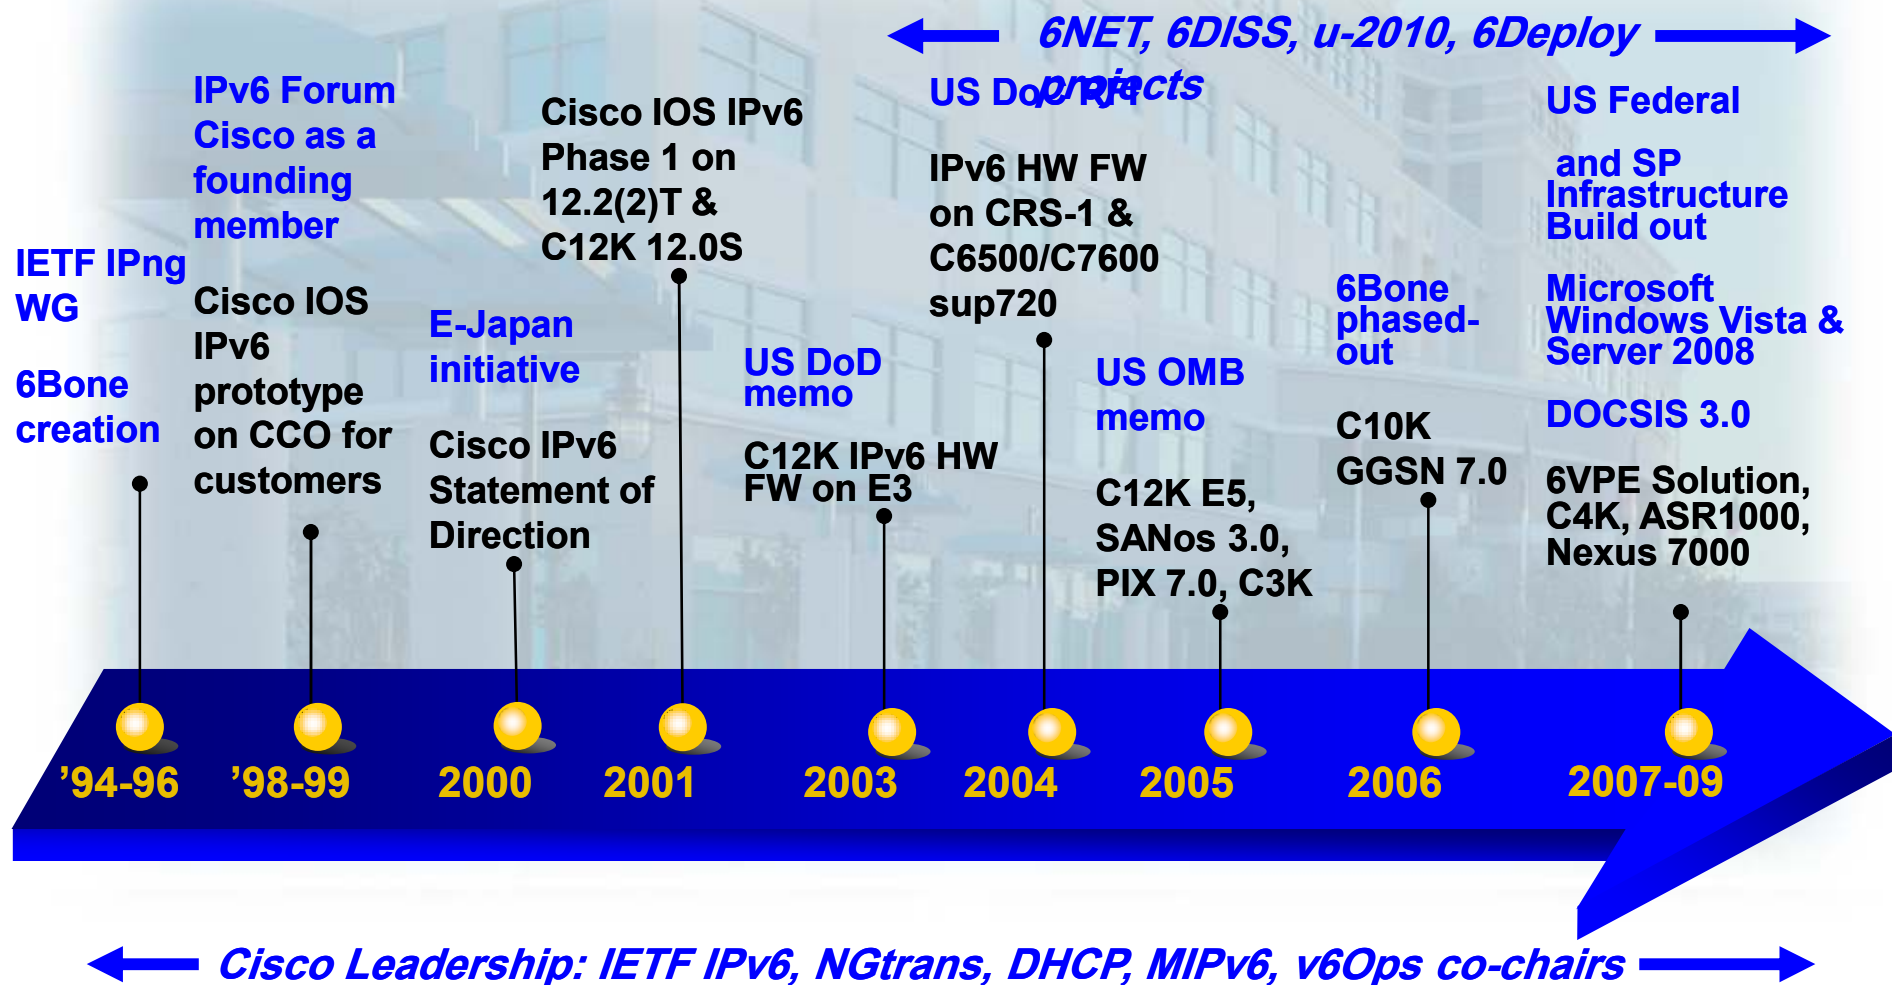 6NET, 6DISS, u-2010, 6Deploy
projects
IETF IPng
WG
6Bone
creation
IPv6 Forum
Cisco as a
founding
member
Cisco IOS
IPv6
prototype
on CCO for
customers
E-Japan
initiative
Cisco IPv6
Statement of
Direction
Cisco IOS IPv6
Phase 1 on
12.2(2)T &
C12K 12.0S
US DoD
memo
C12K IPv6 HW
FW on E3
US DoC
IPv6 HW FW
on CRS-1 &
C6500/C7600
sup720
US OMB
memo
C12K E5,
SANos 3.0,
PIX 7.0, C3K
6Bone
phased-
out
C10K
GGSN 7.0
US Federal
and SP
Infrastructure
Build out
Microsoft
Windows Vista &
Server 2008
DOCSIS 3.0
6VPE Solution,
C4K, ASR1000,
Nexus 7000
’94-96
’98-99
2000
2001
2003
2004
2005
2006
2007-09
Cisco Leadership: IETF IPv6, NGtrans, DHCP, MIPv6, v6Ops co-chairs